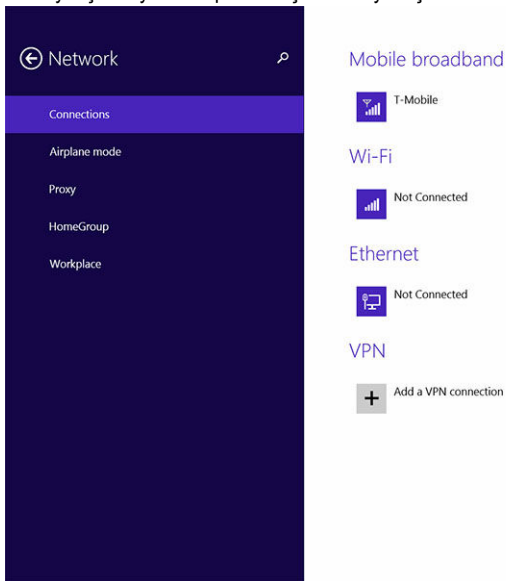 Network
Connections
Airplane mode
Proxy
HomeGroup
Workplace
Mobile broadband
T-Mobile
Wi-Fi
Not Connected
Ethernet
Not Connected
VPN
Add a VPN connection